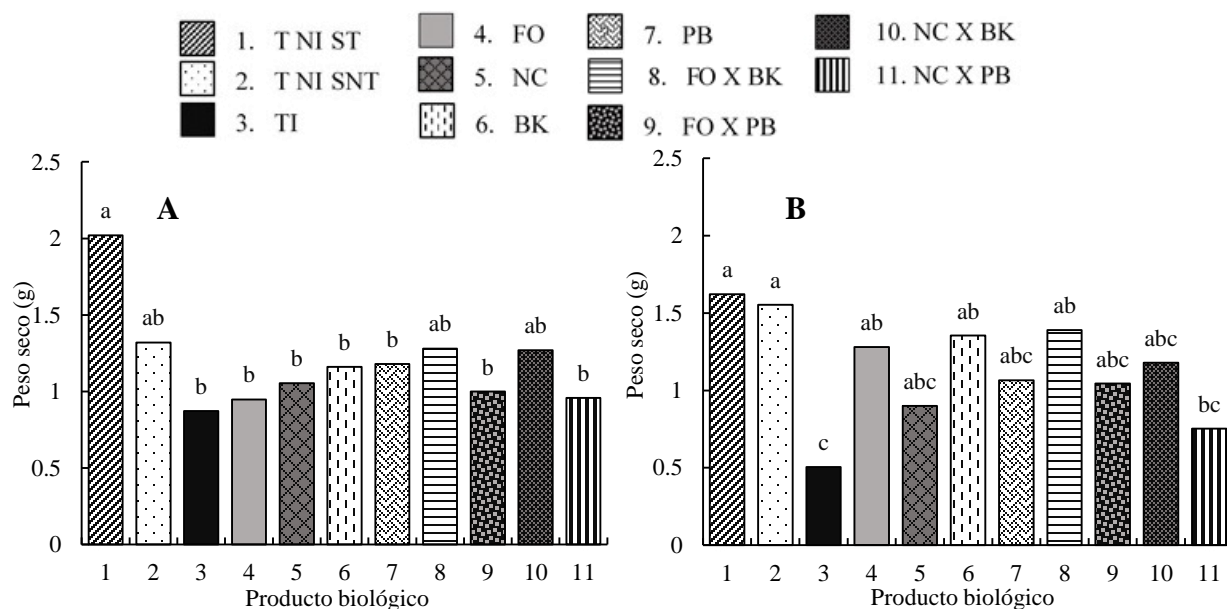 1. T NI ST
2. T NI SNT
3. TI
4. FO
5. NC
6. BK
7. PB
8. FO X BK
9. FO X PB
10. NC X BK
11. NC X PB
A
Peso seco (g)
2.5
2
1.5
1
0.5
0
a
ab
b
b
b
b
b
ab
b
ab
b
1 2 3 4 5 6 7 8 9 10 11
Producto biológico
B
Peso seco (g)
2.5
2
1.5
1
0.5
0
a
a
c
ab
abc
ab
abc
ab
abc
abc
bc
1 2 3 4 5 6 7 8 9 10 11
Producto biológico